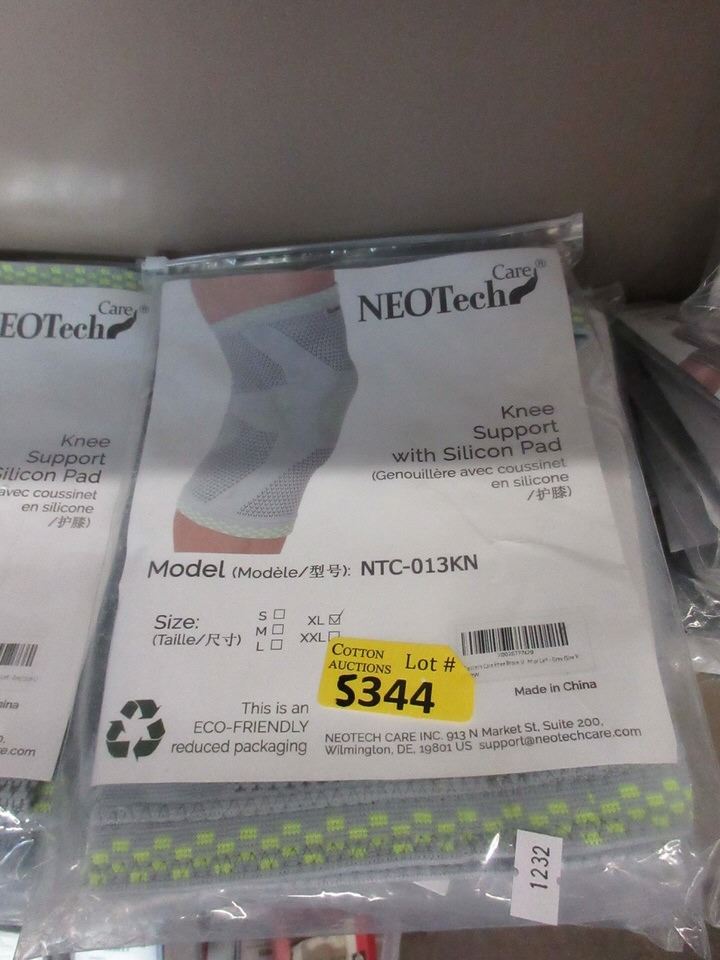 Care®
NEOTech
Knee
Support
with Silicon Pad
(Genouillère avec coussinet
en silicone
/护膝)
Model (Modèle/型号): NTC-013KN
Size:
(Taille/尺寸)
S
M
L
XL
XXL
COTTON
AUCTIONS
Lot #
5344
Made in China
This is an
ECO-FRIENDLY
reduced packaging
NEOTECH CARE INC. 913 N Market St, Suite 200,
Wilmington, DE, 19801 US support@neotechcare.com
1232
Care®
EOTech
Knee
Support
Silicon Pad
avec coussinet
en silicone
/护膝)